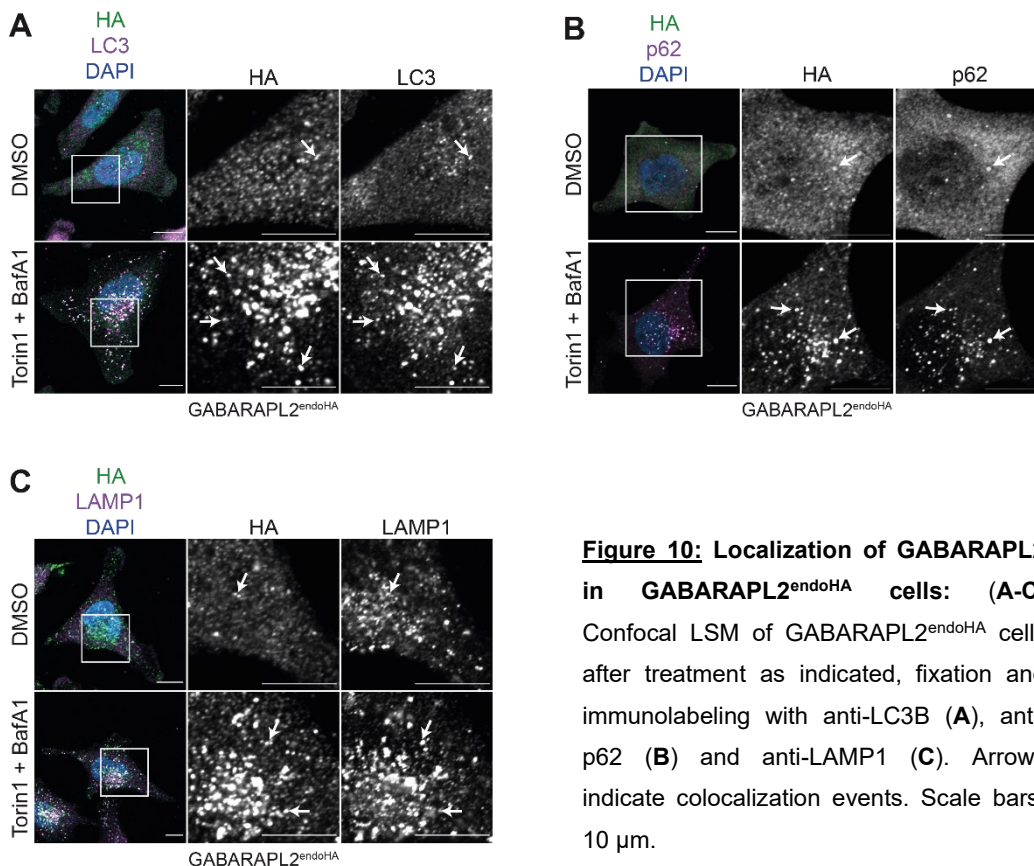 A
HA
LC3
DAPI
HA
LC3
DMSO
Torin1 + BafA1
GABARAPL2endoHA
B
HA
p62
DAPI
HA
p62
DMSO
Torin1 + BafA1
GABARAPL2endoHA
C
HA
LAMP1
DAPI
HA
LAMP1
DMSO
Torin1 + BafA1
GABARAPL2endoHA
Figure 10: Localization of GABARAPL2
in GABARAPL2endoHA cells: (A-C
Confocal LSM of GABARAPL2endoHA cell
after treatment as indicated, fixation an
immunolabeling with anti-LC3B (A), ant
p62 (B) and anti-LAMP1 (C). Arrow
indicate colocalization events. Scale bars
10 µm.